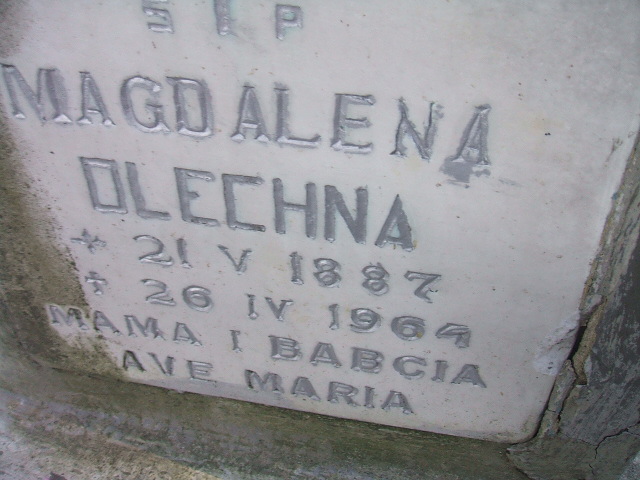 Ś † P
MAGDALENA
OLECHNA
* 21 V 1887
† 26 IV 1964
MAMA I BABCIA
AVE MARIA